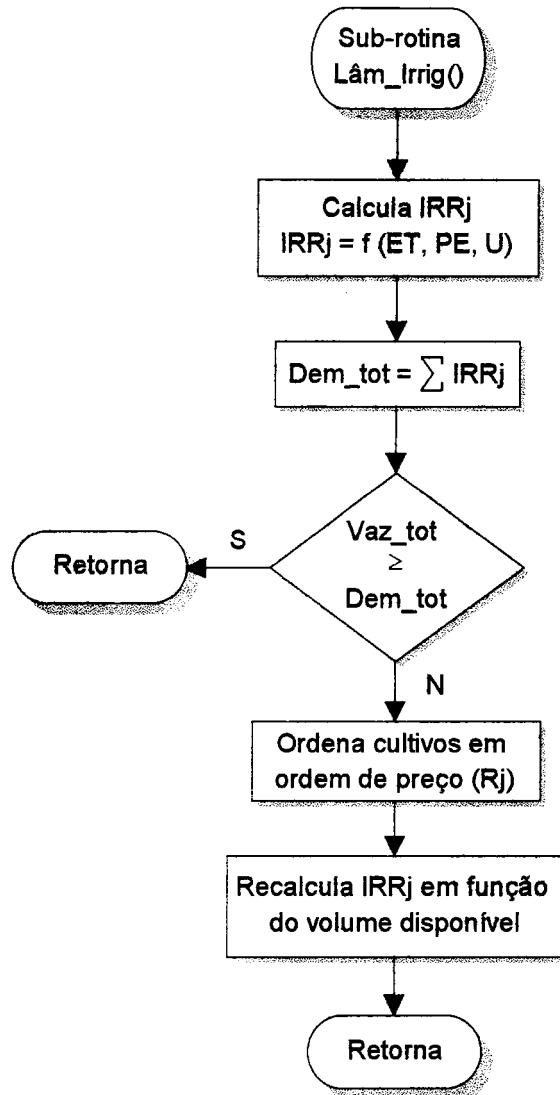 Sub-rotina
Lâm_Irrig()
Calcula IRRj
IRRj = f (ET, PE, U)
Dem_tot = ∑ IRRj
Vaz_tot
≥
Dem_tot
S
Retorna
N
Ordena cultivos em
ordem de preço (Rj)
Recalcula IRRj em função
do volume disponível
Retorna